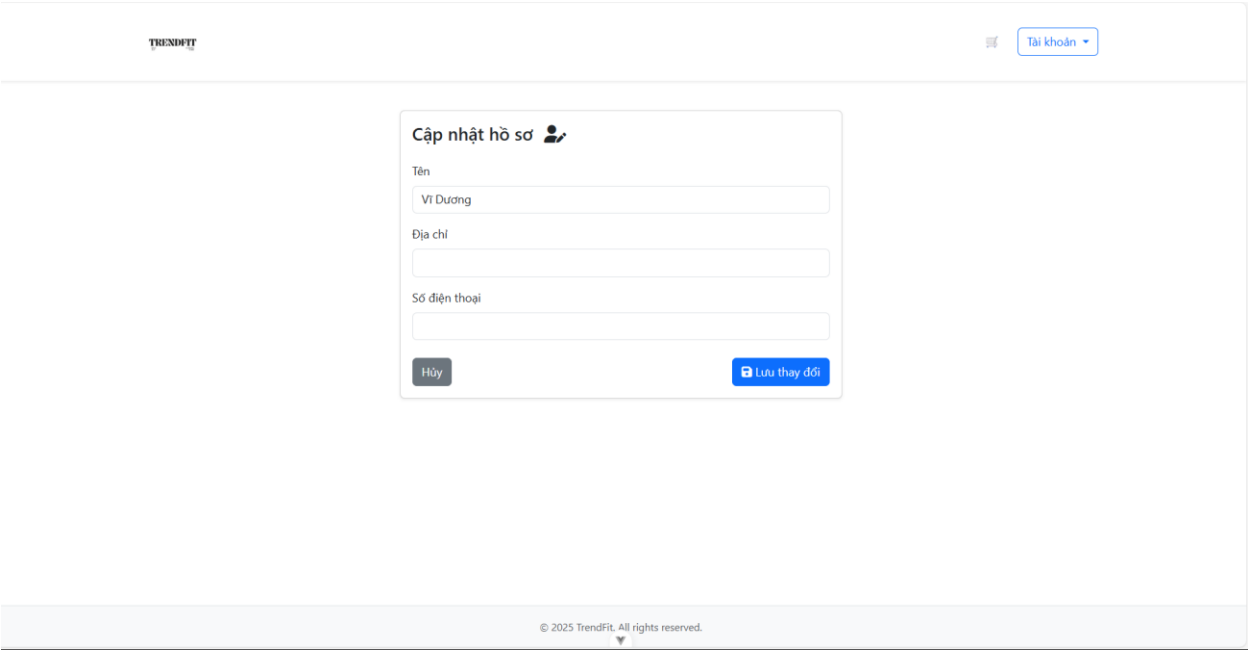 TRENDFIT
Tài khoản
Cập nhật hồ sơ
Tên
Vĩ Dương
Địa chỉ
Số điện thoại
Hủy
Lưu thay đổi
© 2025 TrendFit. All rights reserved.